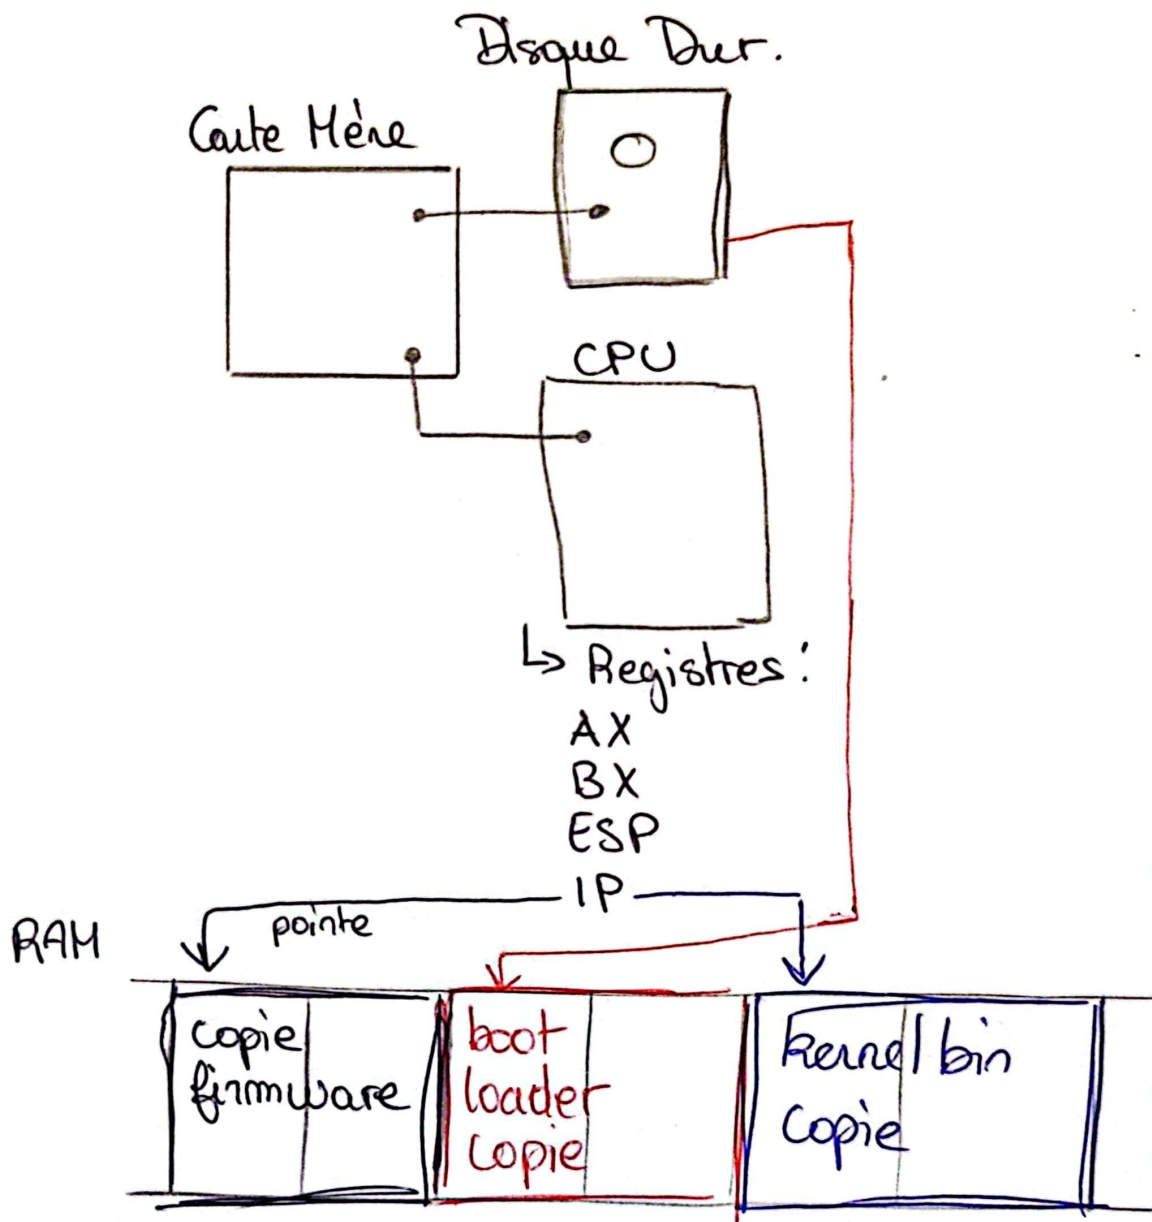 Disque Dur.
Carte Mère
CPU
↳ Registres :
AX
BX
ESP
IP
pointe
RAM
copie
firmware
boot
loader
copie
kernel bin
copie